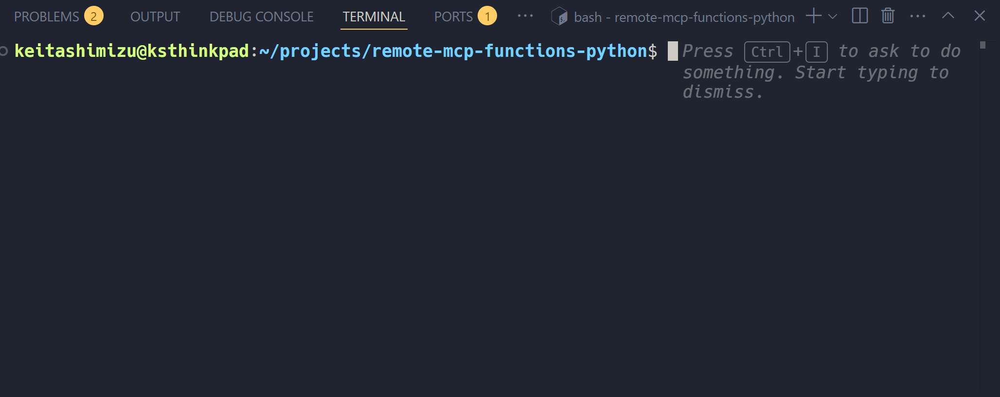 PROBLEMS 2 OUTPUT DEBUG CONSOLE TERMINAL PORTS 1 ··· bash - remote-mcp-functions-python
keitashimizu@ksthinkpad:~/projects/remote-mcp-functions-python$ Press Ctrl+I to ask to do
something. Start typing to
dismiss.